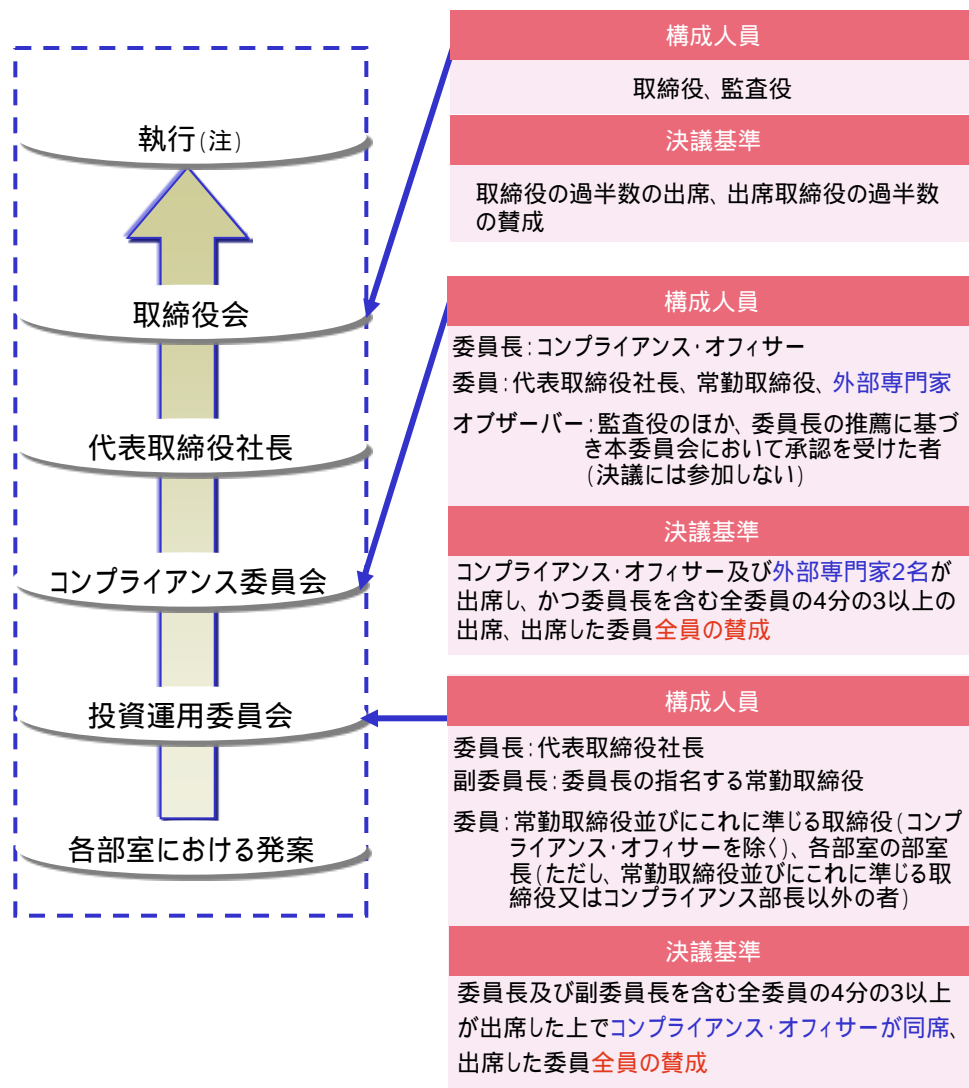 執行(注)
取締役会
代表取締役社長
コンプライアンス委員会
投資運用委員会
各部室における発案
構成人員
取締役、監査役
決議基準
取締役の過半数の出席、出席取締役の過半数
の賛成
構成人員
委員長:コンプライアンス・オフィサー
委員:代表取締役社長、常勤取締役、外部専門家
オブザーバー:監査役のほか、委員長の推薦に基づ
き本委員会において承認を受けた者
(決議には参加しない)
決議基準
コンプライアンス・オフィサー及び外部専門家2名が
出席し、かつ委員長を含む全委員の4分の3以上の
出席、出席した委員全員の賛成
構成人員
委員長:代表取締役社長
副委員長:委員長の指名する常勤取締役
委員:常勤取締役並びにこれに準じる取締役(コンプ
ライアンス・オフィサーを除く)、各部室の部室
長(ただし、常勤取締役並びにこれに準じる取
締役又はコンプライアンス部長以外の者)
決議基準
委員長及び副委員長を含む全委員の4分の3以上
が出席した上でコンプライアンス・オフィサーが同席、
出席した委員全員の賛成